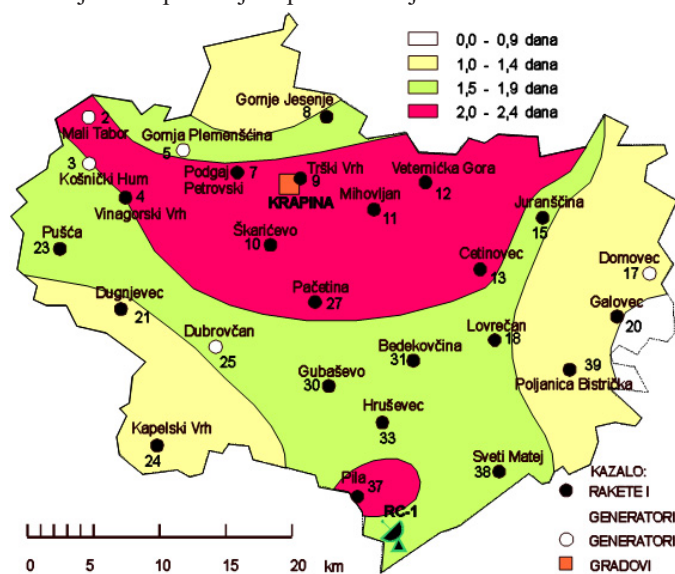 0,0 - 0,9 dana
1,0 - 1,4 dana
1,5 - 1,9 dana
2,0 - 2,4 dana
Gornje Jesenje
8
2
Mali Tabor
Gornja Plemenšćina
5
3
Košnički Hum
4
Vinagorski Vrh
Podgaj
Petrovski
7
Trški Vrh
9
KRAPINA
Veternička Gora
12
Mihovljan
11
Juranščina
15
Pušća
23
Škarićevo
10
Cetinovec
13
Domovec
17
Pačetina
27
Dugnjevec
21
Galovec
20
Dubrovčan
25
Lovrečan
18
Bedekovčina
31
Gubaševo
30
39
Poljanica Bistrička
Hruševec
33
Kapelski Vrh
24
Sveti Matej
38
Pila
37
RC-1
KAZALO:
RAKETE I
GENERATORI
GENERATORI
GRADOVI
0 5 10 15 20 km